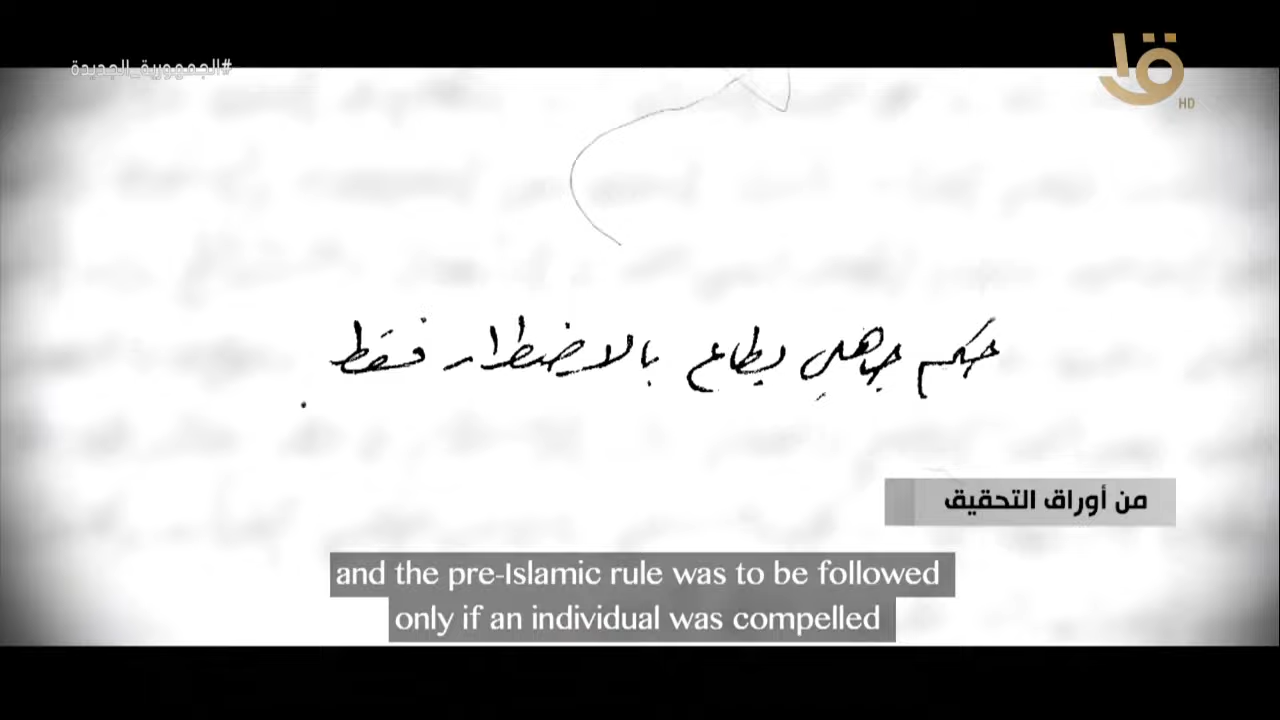 #الجمهورية_الجديدة
HD
حكم جاهلي يطاع بالاضطرار فقط
من أوراق التحقيق
and the pre-Islamic rule was to be followed
only if an individual was compelled